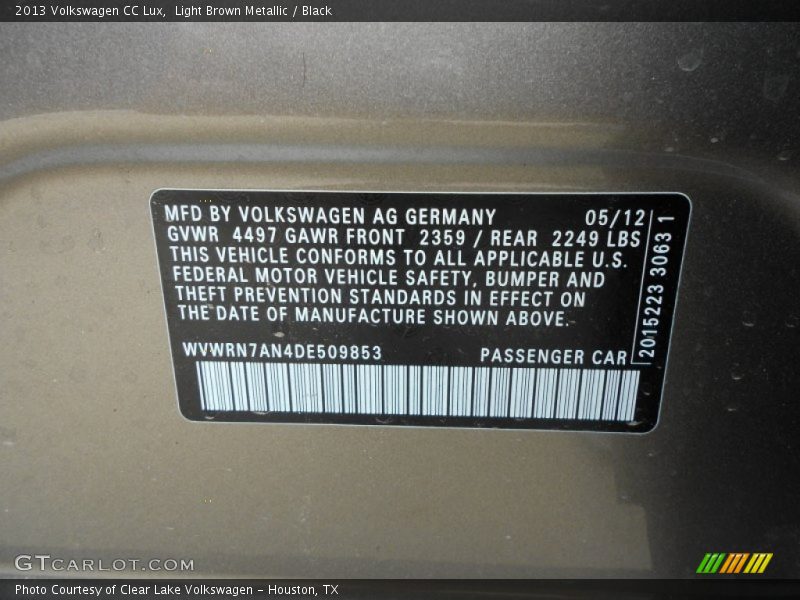 2013 Volkswagen CC Lux, Light Brown Metallic / Black
MFD BY VOLKSWAGEN AG GERMANY 05/12
GVWR 4497 GAWR FRONT 2359 / REAR 2249 LBS
THIS VEHICLE CONFORMS TO ALL APPLICABLE U.S.
FEDERAL MOTOR VEHICLE SAFETY, BUMPER AND
THEFT PREVENTION STANDARDS IN EFFECT ON
THE DATE OF MANUFACTURE SHOWN ABOVE.
WVWRN7AN4DE509853 PASSENGER CAR
2015223 3063 1
GTCARLOT.COM
Photo Courtesy of Clear Lake Volkswagen – Houston, TX